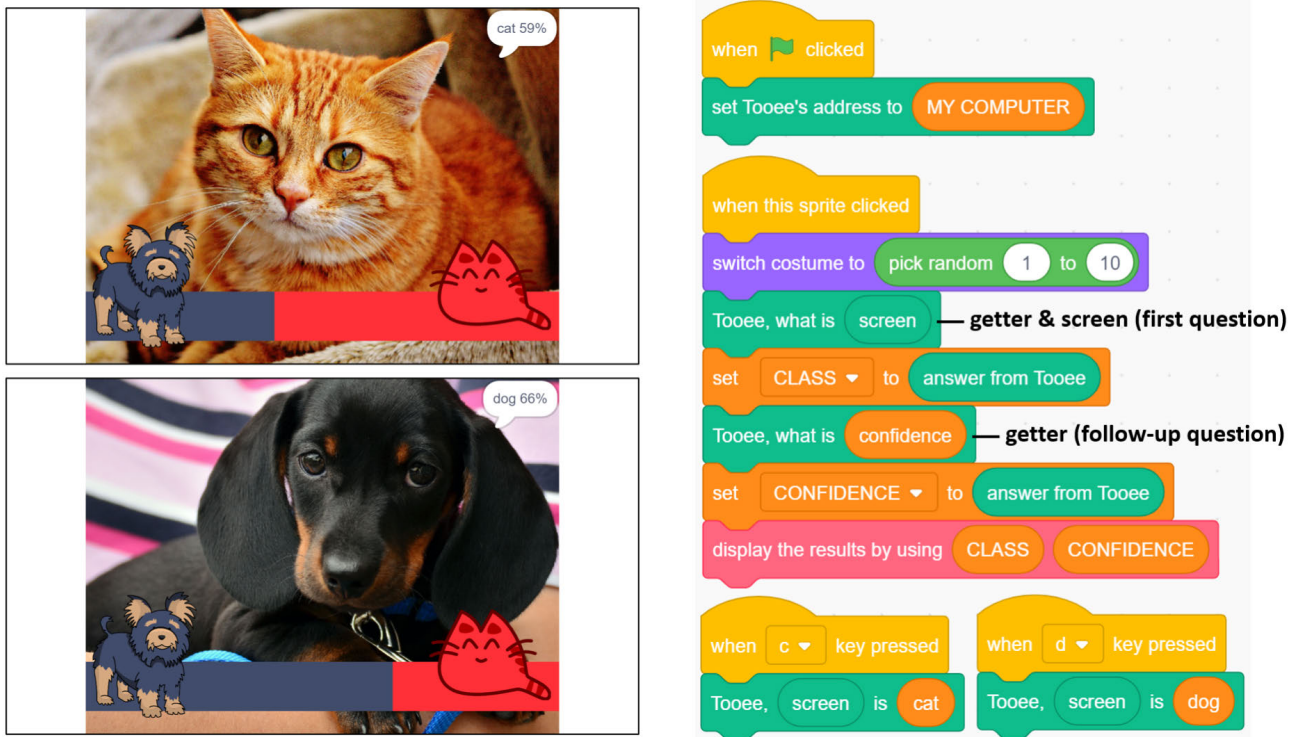 cat 59%
dog 66%
when clicked
set Tooee's address to MY COMPUTER
when this sprite clicked
switch costume to pick random 1 to 10
Tooee, what is screen getter & screen (first question)
set CLASS to answer from Tooee
Tooee, what is confidence getter (follow-up question)
set CONFIDENCE to answer from Tooee
display the results by using CLASS CONFIDENCE
when c key pressed
Tooee, screen is cat
when d key pressed
Tooee, screen is dog